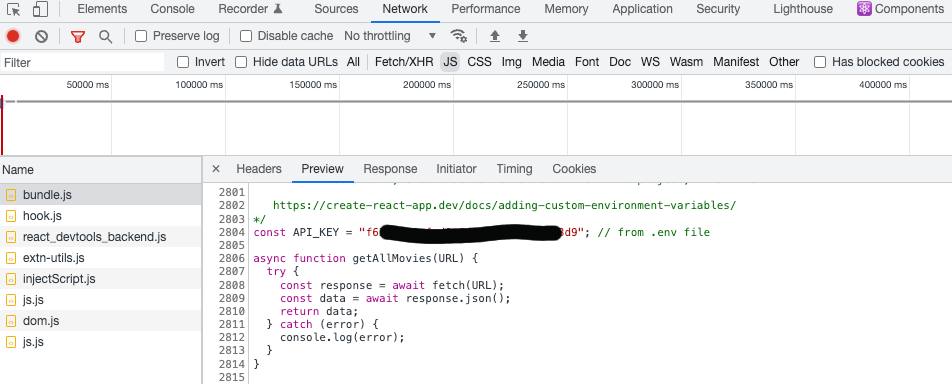 Elements Console Recorder Sources Network Performance Memory Application Security Lighthouse Components
Preserve log Disable cache No throttling
Filter Invert Hide data URLs All Fetch/XHR JS CSS Img Media Font Doc WS Wasm Manifest Other Has blocked cookies
50000 ms 100000 ms 150000 ms 200000 ms 250000 ms 300000 ms 350000 ms 400000 ms
Name × Headers Preview Response Initiator Timing Cookies
bundle.js
hook.js
react_devtools_backend.js
extn-utils.js
injectScript.js
js.js
dom.js
js.js
2801
2802 https://create-react-app.dev/docs/adding-custom-environment-variables/
2803 */
2804 const API_KEY = "f6 3d9"; // from .env file
2805
2806 async function getAllMovies(URL) {
2807 try {
2808 const response = await fetch(URL);
2809 const data = await response.json();
2810 return data;
2811 } catch (error) {
2812 console.log(error);
2813 }
2814 }
2815